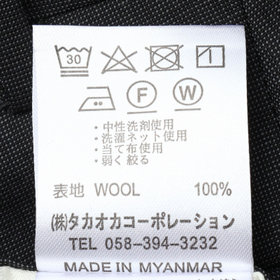 30 1
F W
・中性洗剤使用
・洗濯ネット使用
・当て布使用
・弱く絞る
表地 WOOL 100%
(株)タカオカコーポレーション
TEL 058-394-3232
MADE IN MYANMAR